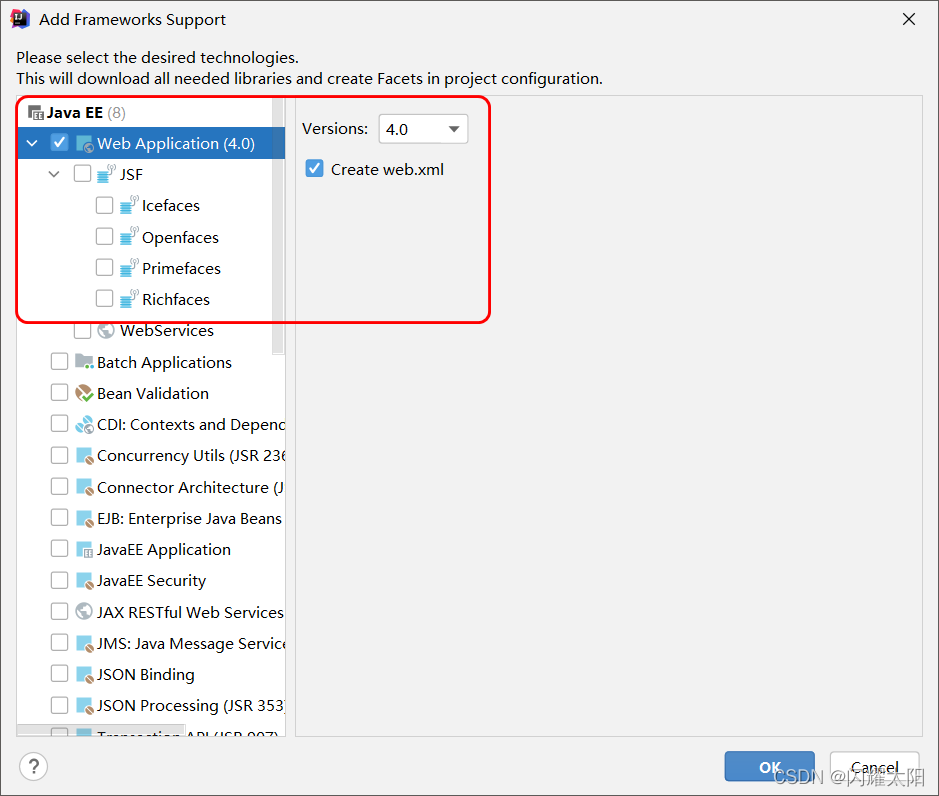 Add Frameworks Support
Please select the desired technologies.
This will download all needed libraries and create Facets in project configuration.
Java EE (8)
Web Application (4.0)
JSF
Icefaces
Openfaces
Primefaces
Richfaces
WebServices
Batch Applications
Bean Validation
CDI: Contexts and Depend
Concurrency Utils (JSR 236
Connector Architecture (J
EJB: Enterprise Java Beans
JavaEE Application
JavaEE Security
JAX RESTful Web Services
JMS: Java Message Service
JSON Binding
JSON Processing (JSR 353)
Transaction API (JSR 907)
Versions: 4.0
Create web.xml
?
OK
Cancel
CSDN @闪耀太阳